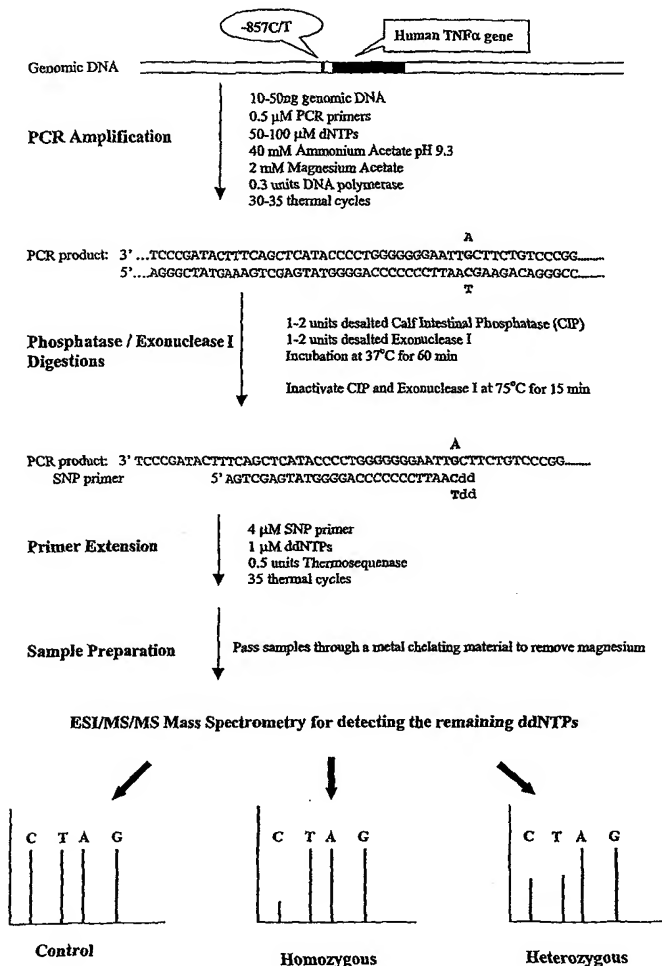 -857C/T
Human TNFα gene
Genomic DNA
10-50ng genomic DNA
0.5 μM PCR primers
50-100 μM dNTPs
40 mM Ammonium Acetate pH 9.3
2 mM Magnesium Acetate
0.3 units DNA polymerase
30-35 thermal cycles
PCR Amplification
A
PCR product: 3' ...TCCCGATACTTTCAGCTCATACCCCTGGGGGGGAATTGCTTCTGTCCCGG........
5'....AGGGCTATGAAAGTCGAGTATGGGGACCCCCCCTTAACGAAGACAGGGCC........
T
1-2 units desalted Calf Intestinal Phosphatase (CIP)
1-2 units desalted Exonuclease I
Incubation at 37°C for 60 min
Inactivate CIP and Exonuclease I at 75°C for 15 min
Phosphatase / Exonuclease I
Digestions
A
PCR product: 3' TCCCGATACTTTCAGCTCATACCCCTGGGGGGGAATTGCTTCTGTCCCGG........
SNP primer 5' AGTCGAGTATGGGGACCCCCCCTTAACdd
Tdd
4 μM SNP primer
1 μM ddNTPs
0.5 units Thermosequenase
35 thermal cycles
Primer Extension
Sample Preparation
Pass samples through a metal chelating material to remove magnesium
ESI/MS/MS Mass Spectrometry for detecting the remaining ddNTPs
C T A G
C T A G
C T A G
Control
Homozygous
Heterozygous